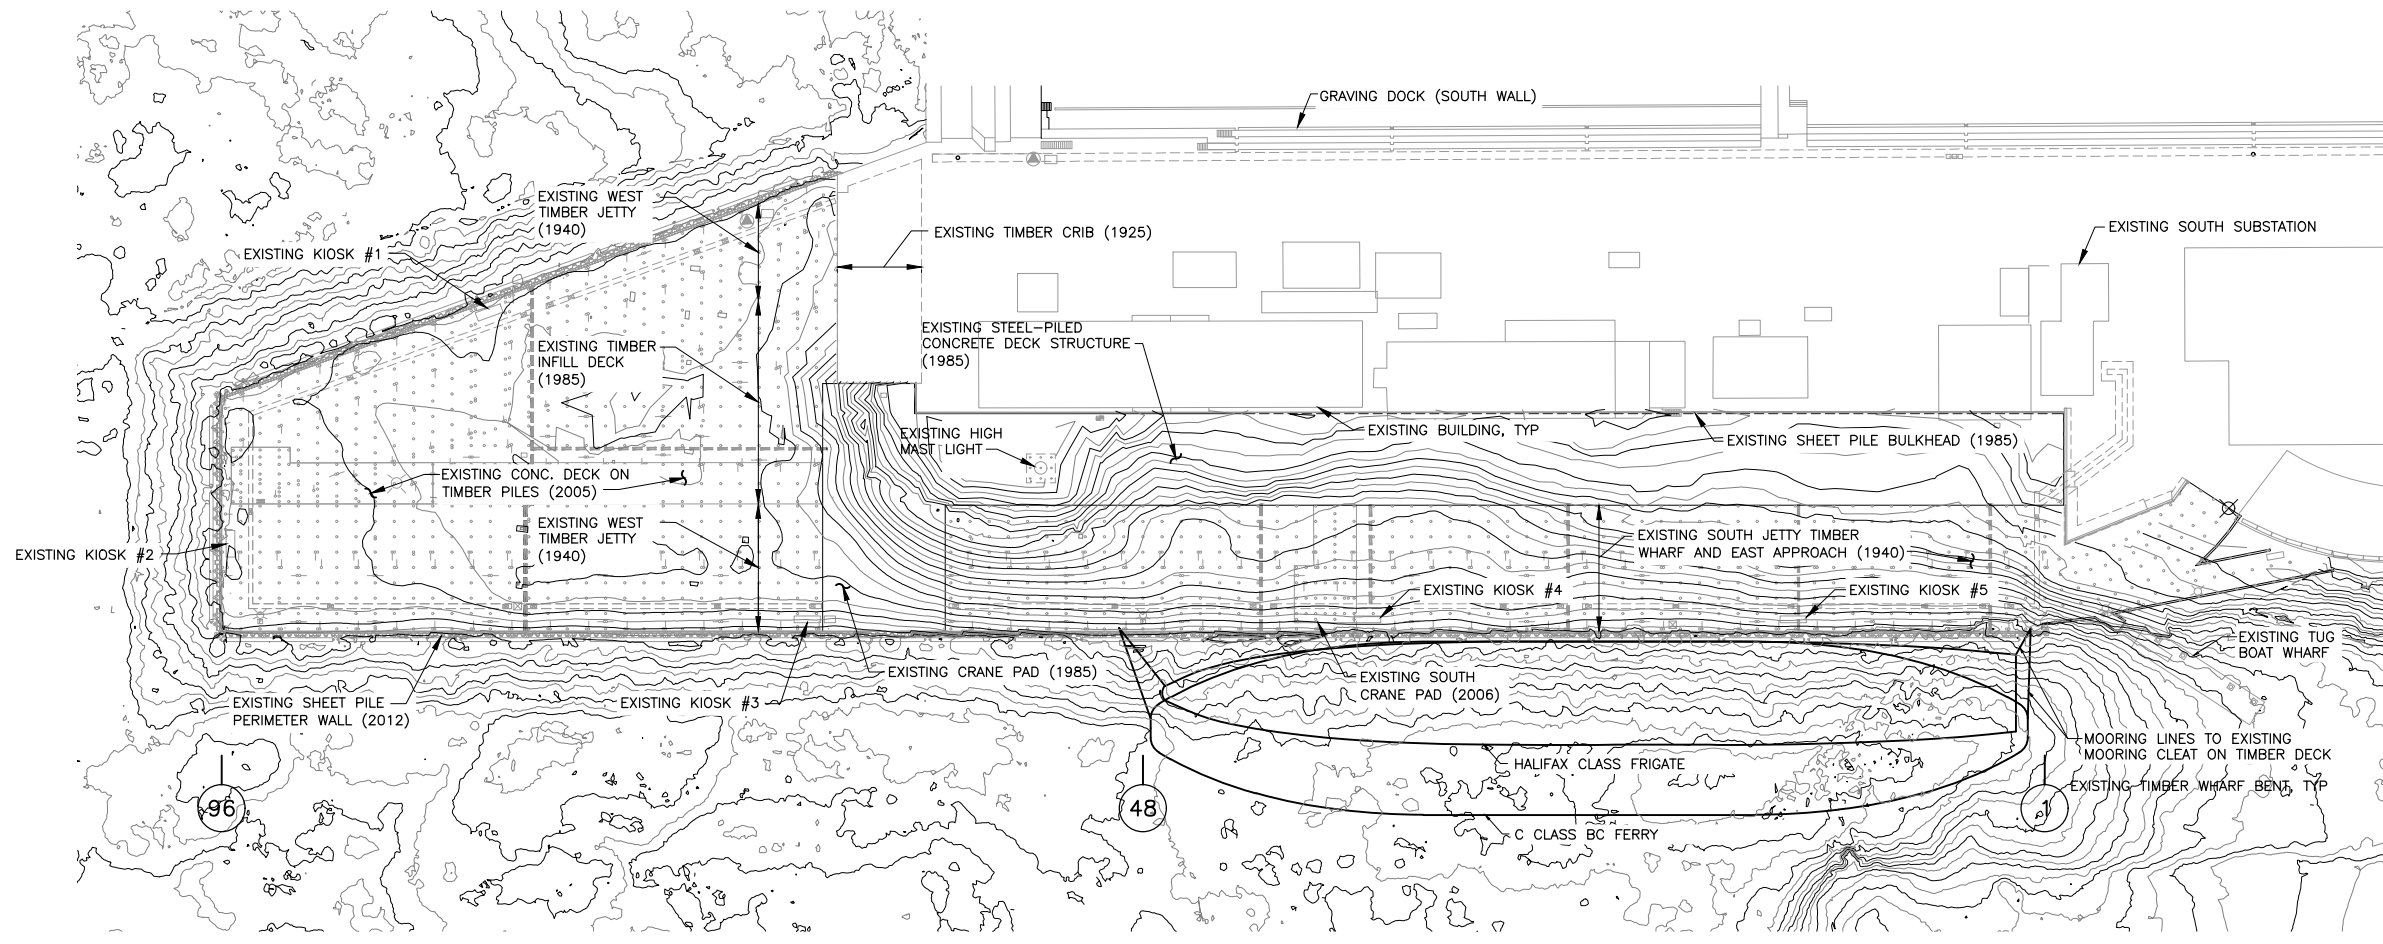 GRAVING DOCK (SOUTH WALL)
EXISTING WEST
TIMBER JETTY
(1940)
EXISTING TIMBER CRIB (1925)
EXISTING SOUTH SUBSTATION
EXISTING KIOSK #1
EXISTING STEEL-PILED
CONCRETE DECK STRUCTURE
(1985)
EXISTING TIMBER
INFILL DECK
(1985)
EXISTING HIGH
MAST LIGHT
EXISTING BUILDING, TYP
EXISTING SHEET PILE BULKHEAD (1985)
EXISTING CONC. DECK ON
TIMBER PILES (2005)
EXISTING WEST
TIMBER JETTY
(1940)
EXISTING SOUTH JETTY TIMBER
WHARF AND EAST APPROACH (1940)
EXISTING KIOSK #2
EXISTING KIOSK #4
EXISTING KIOSK #5
EXISTING TUG
BOAT WHARF
EXISTING CRANE PAD (1985)
EXISTING SOUTH
CRANE PAD (2006)
EXISTING SHEET PILE
PERIMETER WALL (2012)
EXISTING KIOSK #3
MOORING LINES TO EXISTING
MOORING CLEAT ON TIMBER DECK
HALIFAX CLASS FRIGATE
EXISTING TIMBER WHARF BENT, TYP
96
48
1
C CLASS BC FERRY